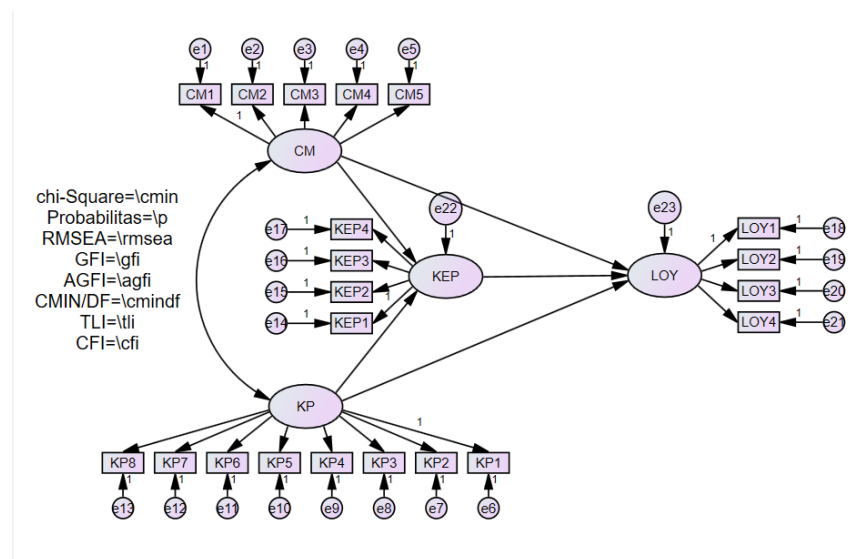 e1 e2 e3 e4 e5
1 1 1 1 1
CM1 CM2 CM3 CM4 CM5
1
CM
chi-Square=\cmin
Probabilitas=\p
RMSEA=\rmsea
GFI=\gfi
AGFI=\agfi
CMIN/DF=\cmindf
TLI=\tli
CFI=\cfi
e22
1
e23
1
e17 1 KEP4
e16 1 KEP3
e15 1 KEP2
e14 1 KEP1
1
KEP
LOY
1
LOY1 1 e18
LOY2 1 e19
LOY3 1 e20
LOY4 1 e21
KP
1
KP8 KP7 KP6 KP5 KP4 KP3 KP2 KP1
1 1 1 1 1 1 1 1
e13 e12 e11 e10 e9 e8 e7 e6